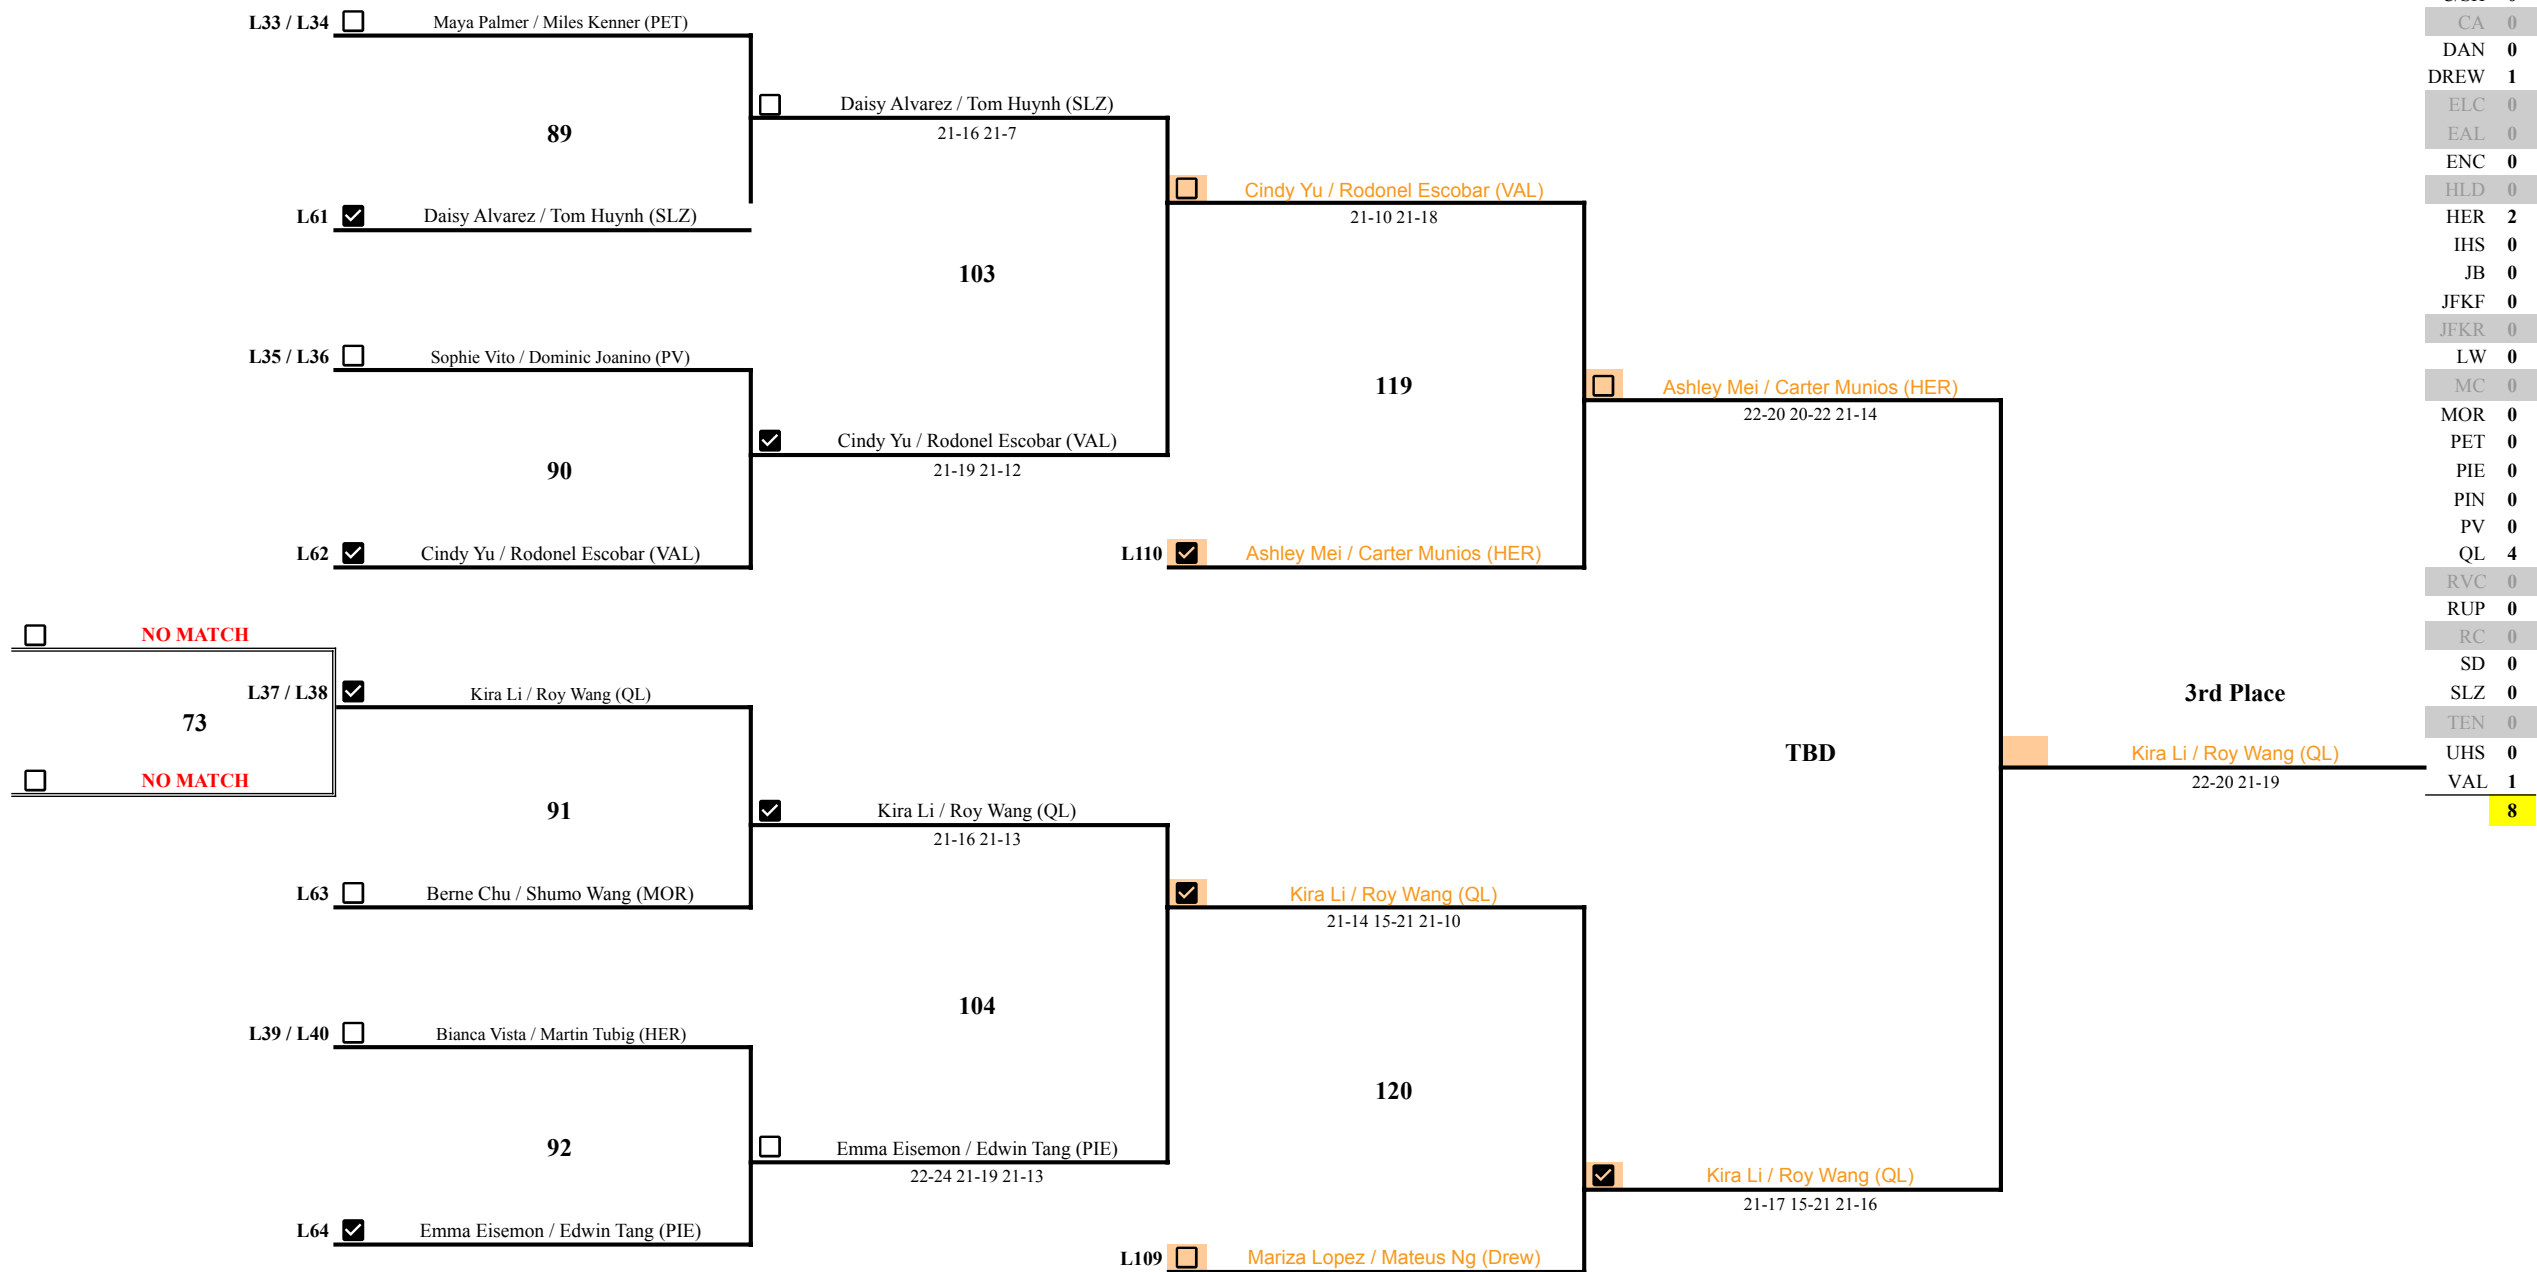 L33 / L34 Maya Palmer / Miles Kenner (PET)
CA 0
DAN 0
DREW 1
Daisy Alvarez / Tom Huynh (SLZ)
ELC 0
89
21-16 21-7
EAL 0
ENC 0
Cindy Yu / Rodonel Escobar (VAL)
HLD 0
L61 Daisy Alvarez / Tom Huynh (SLZ)
21-10 21-18
HER 2
IHS 0
103
JB 0
JFKF 0
JFKR 0
L35 / L36 Sophie Vito / Dominic Joanino (PV)
LW 0
119
Ashley Mei / Carter Munios (HER)
MC 0
22-20 20-22 21-14
MOR 0
Cindy Yu / Rodonel Escobar (VAL)
PET 0
90
21-19 21-12
PIE 0
PIN 0
PV 0
L62 Cindy Yu / Rodonel Escobar (VAL)
L110 Ashley Mei / Carter Munios (HER)
QL 4
RVC 0
RUP 0
NO MATCH
RC 0
SD 0
L37 / L38 Kira Li / Roy Wang (QL)
3rd Place
SLZ 0
73
TEN 0
TBD
Kira Li / Roy Wang (QL)
UHS 0
NO MATCH
22-20 21-19
VAL 1
91
Kira Li / Roy Wang (QL)
8
21-16 21-13
L63 Berne Chu / Shumo Wang (MOR)
Kira Li / Roy Wang (QL)
21-14 15-21 21-10
104
L39 / L40 Bianca Vista / Martin Tubig (HER)
120
92
Emma Eisemon / Edwin Tang (PIE)
22-24 21-19 21-13
Kira Li / Roy Wang (QL)
21-17 15-21 21-16
L64 Emma Eisemon / Edwin Tang (PIE)
L109 Mariza Lopez / Mateus Ng (Drew)